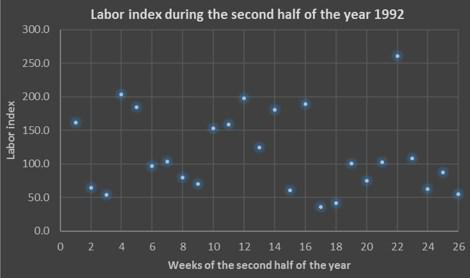 Labor index during the second half of the year 1992
300.0
250.0
200.0
150.0
100.0
50.0
0.0
Labor index
0 2 4 6 8 10 12 14 16 18 20 22 24 26
Weeks of the second half of the year